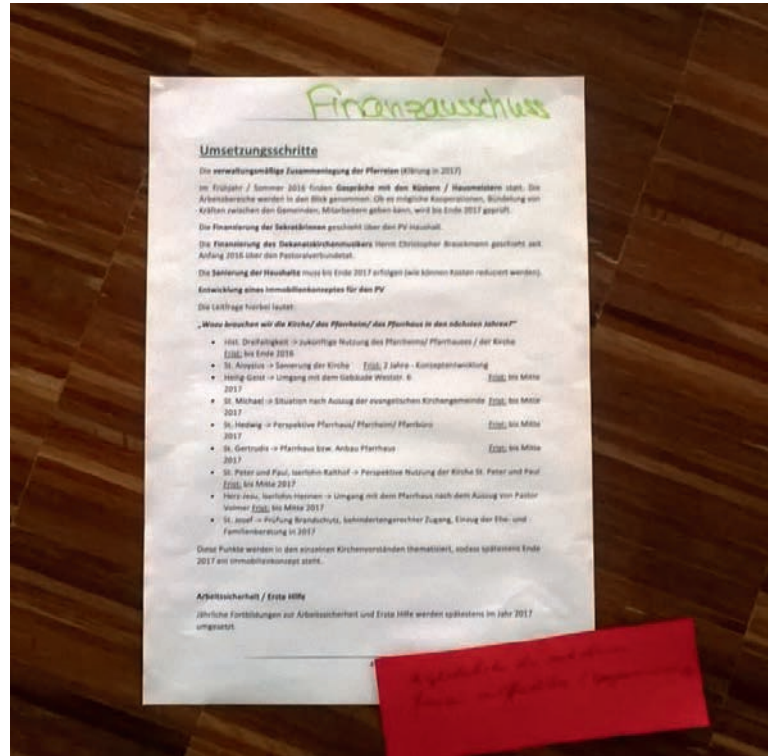 Finanzausschuss
Umsetzungsschritte
Die verwaltungsmäßige Zusammenlegung der Pfarreien (Klärung in 2017)
Im Frühjahr / Sommer 2016 finden Gespräche mit den Küstern / Hausmeistern statt. Die
Arbeitsbereiche werden in den Blick genommen. Ob es mögliche Kooperationen, Bündelung von
Kräften zwischen den Gemeinden, Mitarbeitern geben kann, wird bis Ende 2017 geprüft.
Die Finanzierung der Sekretärinnen geschieht über den PV Haushalt.
Die Finanzierung des Dekanatskirchenmusikers Herrn Christopher Brauckmann geschieht seit
Anfang 2016 über den Pastoralverbundetat.
Die Sanierung der Haushalte muss bis Ende 2017 erfolgen (wie können Kosten reduziert werden).
Entwicklung eines Immobilienkonzeptes für den PV
Die Leitfrage hierbei lautet:
„Wozu brauchen wir die Kirche/ das Pfarrheim/ das Pfarrhaus in den nächsten Jahren?"
• Hlst. Dreifaltigkeit -> zukünftige Nutzung des Pfarrheims/ Pfarrhauses / der Kirche
Frist: bis Ende 2016
• St. Aloysius -> Sanierung der Kirche Frist: 2 Jahre - Konzeptentwicklung
• Heilig-Geist -> Umgang mit dem Gebäude Weststr. 6 Frist: bis Mitte
2017
• St. Michael -> Situation nach Auszug der evangelischen Kirchengemeinde Frist: bis Mitte
2017
• St. Hedwig -> Perspektive Pfarrhaus/ Pfarrheim/ Pfarrbüro Frist: bis Mitte
2017
• St. Gertrudis -> Pfarrhaus bzw. Anbau Pfarrhaus Frist: bis Mitte
2017
• St. Peter und Paul, Iserlohn-Kalthof -> Perspektive Nutzung der Kirche St. Peter und Paul
Frist: bis Mitte 2017
• Herz-Jesu, Iserlohn-Hennen -> Umgang mit dem Pfarrhaus nach dem Auszug von Pastor
Volmer Frist: bis Mitte 2017
• St. Josef -> Prüfung Brandschutz, behindertengerechter Zugang, Einzug der Ehe- und
Familienberatung in 2017
Diese Punkte werden in den einzelnen Kirchenvorständen thematisiert, sodass spätestens Ende
2017 ein Immobilienkonzept steht.
Arbeitssicherheit / Erste Hilfe
Jährliche Fortbildungen zur Arbeitssicherheit und Erste Hilfe werden spätestens im Jahr 2017
umgesetzt.